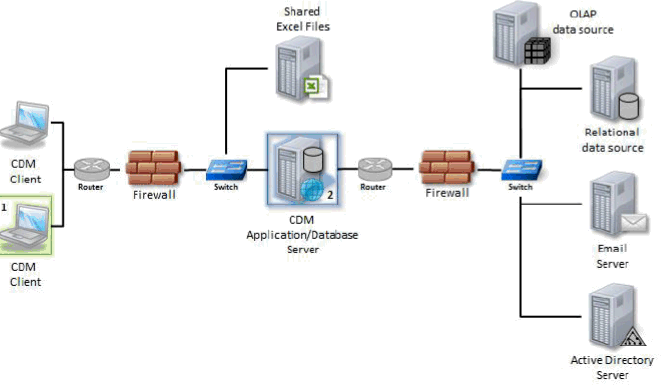 Shared
Excel Files
OLAP
data source
Relational
data source
CDM
Client
Router
Firewall
Switch
2
CDM
Application/Database
Server
Router
Firewall
Switch
1
CDM
Client
Email
Server
Active Directory
Server